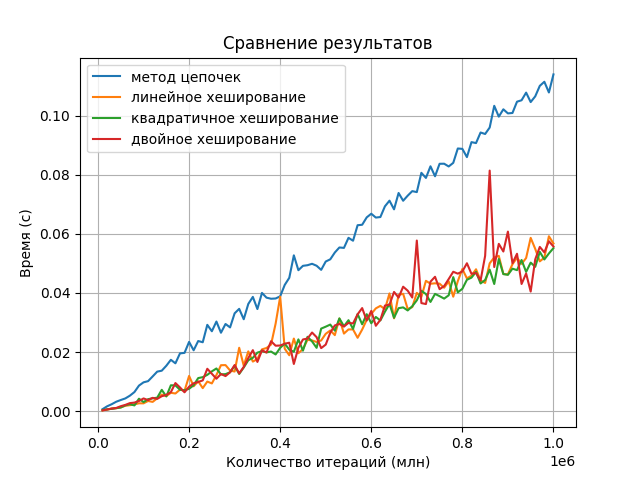 Сравнение результатов
метод цепочек
линейное хеширование
квадратичное хеширование
двойное хеширование
Время (с)
0.10
0.08
0.06
0.04
0.02
0.00
0.0 0.2 0.4 0.6 0.8 1.0
1e6
Количество итераций (млн)